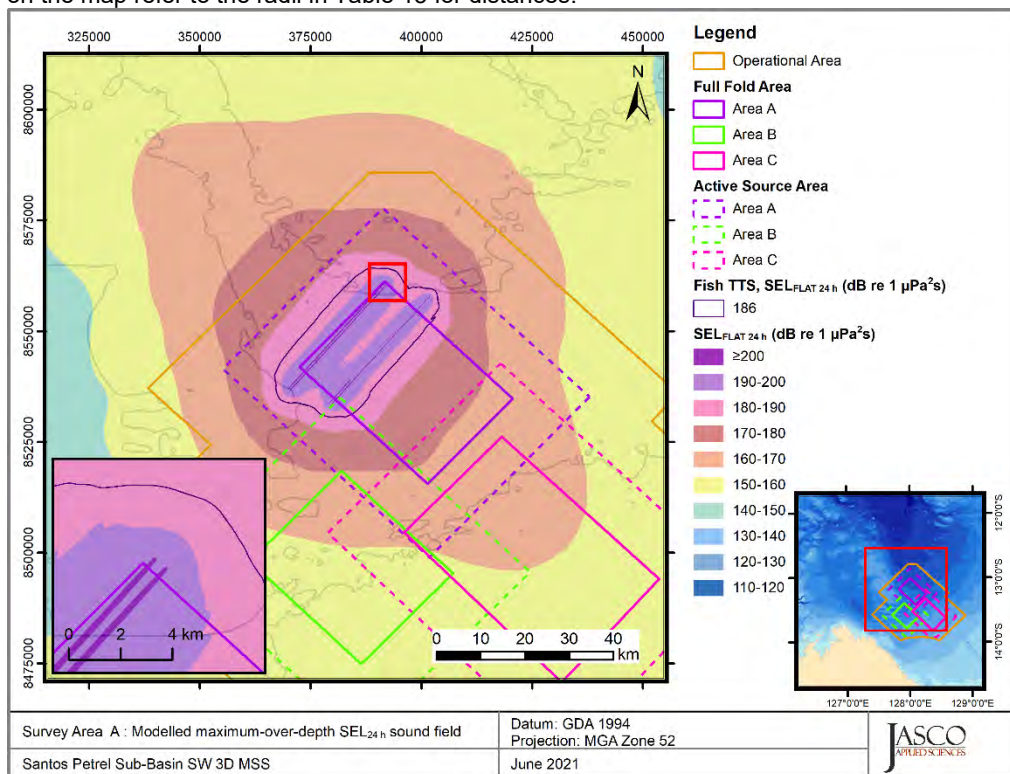 on the map refer to the radii in Table 40 for distances.
325000 350000 375000 400000 425000 450000
8600000
8575000
8550000
8525000
8500000
8475000
N
0 2 4 km
0 10 20 30 40
km
Legend
Operational Area
Full Fold Area
Area A
Area B
Area C
Active Source Area
Area A
Area B
Area C
Fish TTS, SELFLAT 24 h (dB re 1 µPa²s)
186
SELFLAT 24 h (dB re 1 µPa²s)
≥200
190-200
180-190
170-180
160-170
150-160
140-150
130-140
120-130
110-120
12°0'0"S
13°0'0"S
14°0'0"S
127°0'0"E 128°0'0"E 129°0'0"E
Survey Area A : Modelled maximum-over-depth SEL24 h sound field
Datum: GDA 1994
Projection: MGA Zone 52
Santos Petrel Sub-Basin SW 3D MSS
June 2021
JASCO
APPLIED SCIENCES